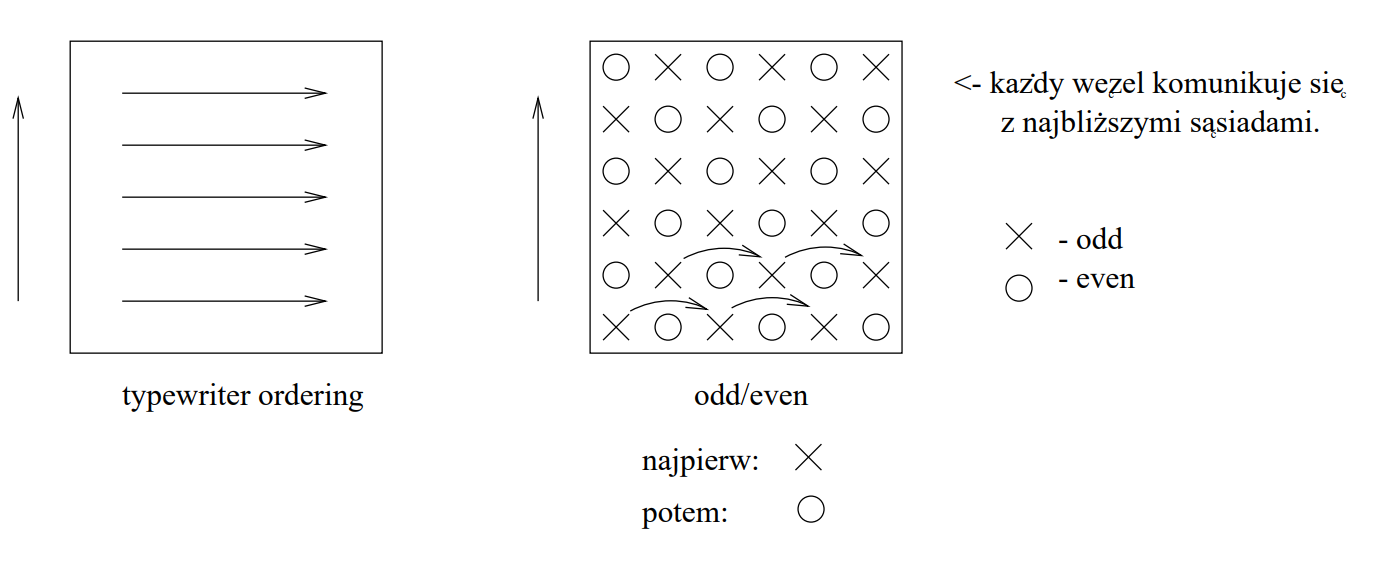 <- każdy węzel komunikuje się
z najbliższymi sąsiadami.
- odd
- even
typewriter ordering
odd/even
najpierw:
potem: